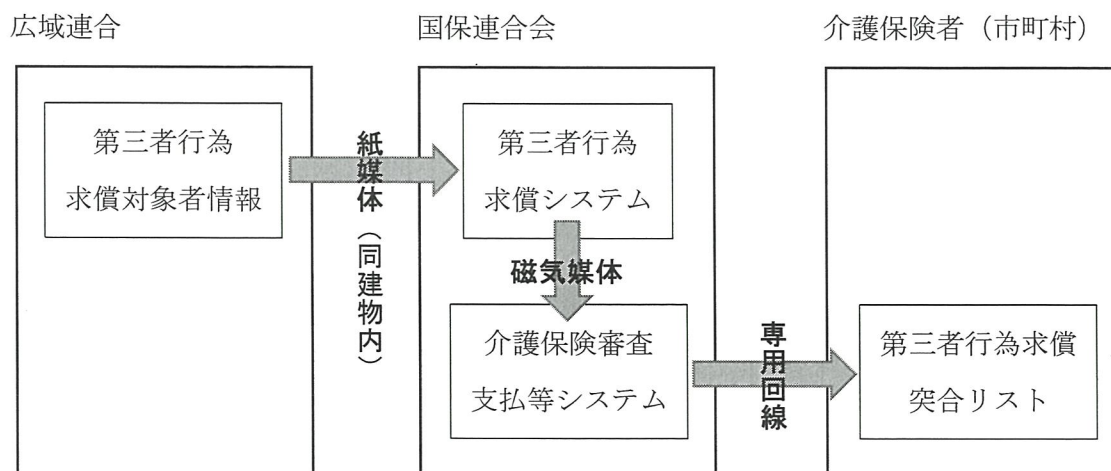 広域連合
国保連合会
介護保険者（市町村）
第三者行為
求償対象者情報
紙媒体（同建物内）
第三者行為
求償システム
磁気媒体
介護保険審査
支払等システム
専用回線
第三者行為求償
突合リスト